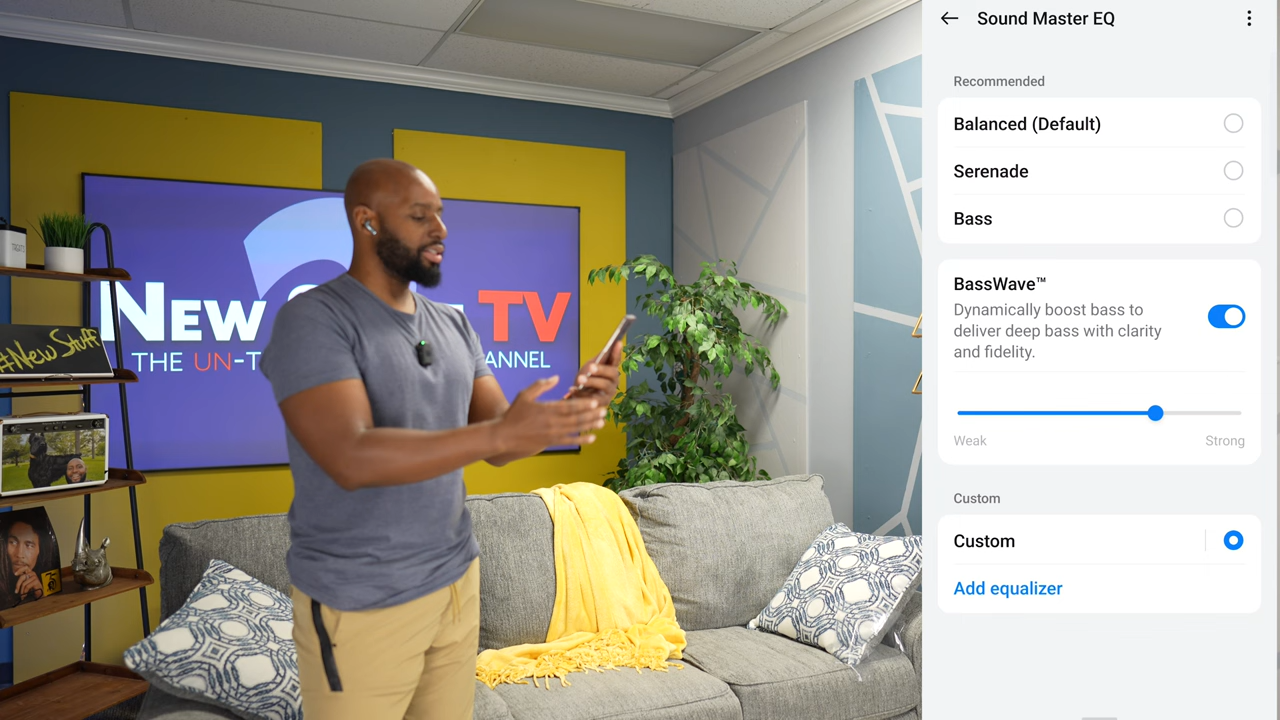 NEW
TV
THE UN-T
ANNEL
#New Stuff
Sound Master EQ
Recommended
Balanced (Default)
Serenade
Bass
BassWave™
Dynamically boost bass to
deliver deep bass with clarity
and fidelity.
Weak
Strong
Custom
Custom
Add equalizer